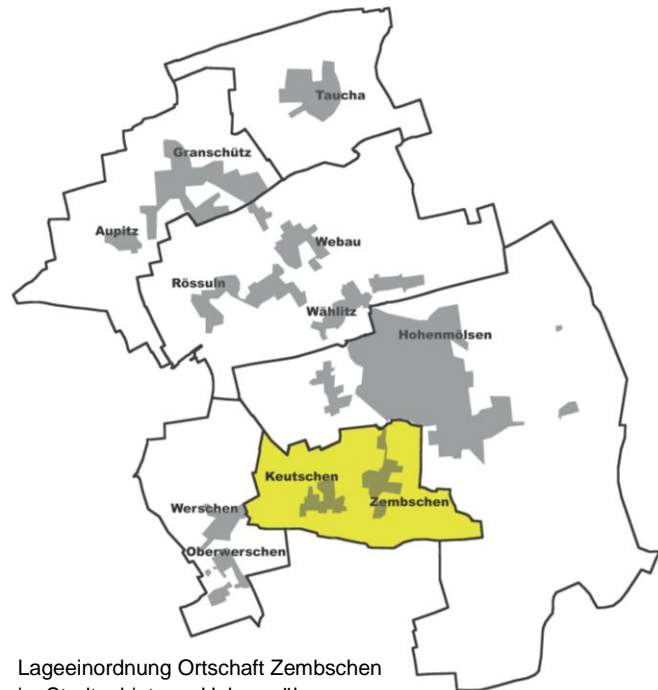 Taucha
Granschütz
Aupitz
Webau
Rössuln
Wählitz
Hohenmölsen
Keutschen
Zembschen
Werschen
Oberwerschen
Lageeinordnung Ortschaft Zembschen